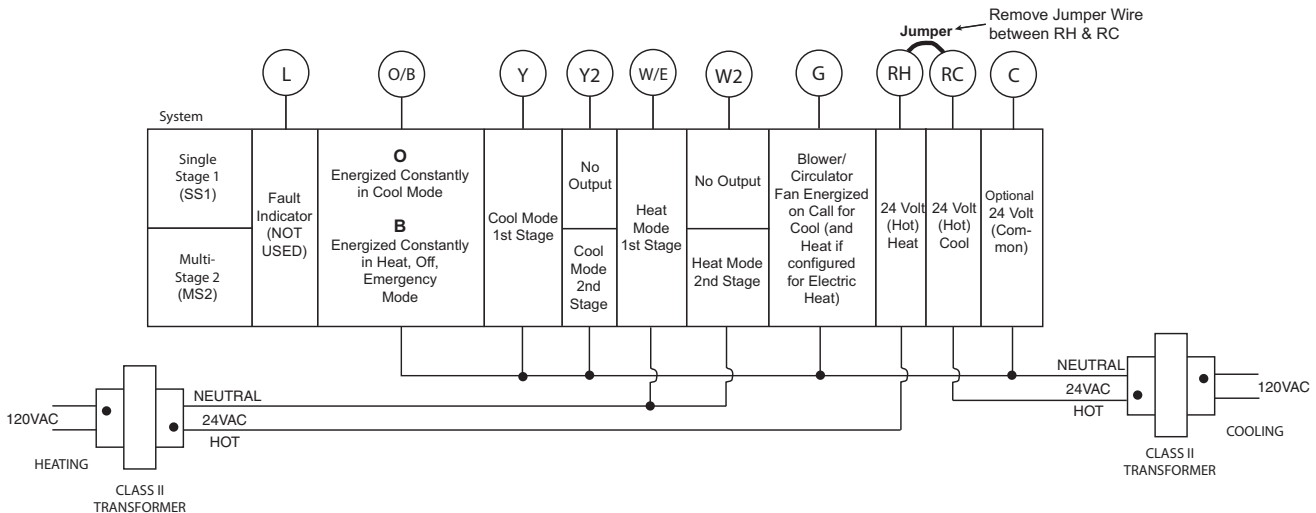 Remove Jumper Wire
between RH & RC
Jumper
L
O/B
Y
Y2
W/E
W2
G
RH
RC
C
System
Single
Stage 1
(SS1)
Multi-
Stage 2
(MS2)
Fault
Indicator
(NOT
USED)
O
Energized Constantly
in Cool Mode
B
Energized Constantly
in Heat, Off,
Emergency
Mode
Cool Mode
1st Stage
No
Output
Cool
Mode
2nd
Stage
Heat
Mode
1st Stage
No Output
Heat Mode
2nd Stage
Blower/
Circulator
Fan Energized
on Call for
Cool (and
Heat if
configured
for Electric
Heat)
24 Volt
(Hot)
Heat
24 Volt
(Hot)
Cool
Optional
24 Volt
(Com-
mon)
120VAC
HEATING
CLASS II
TRANSFORMER
NEUTRAL
24VAC
HOT
NEUTRAL
24VAC
HOT
120VAC
COOLING
CLASS II
TRANSFORMER